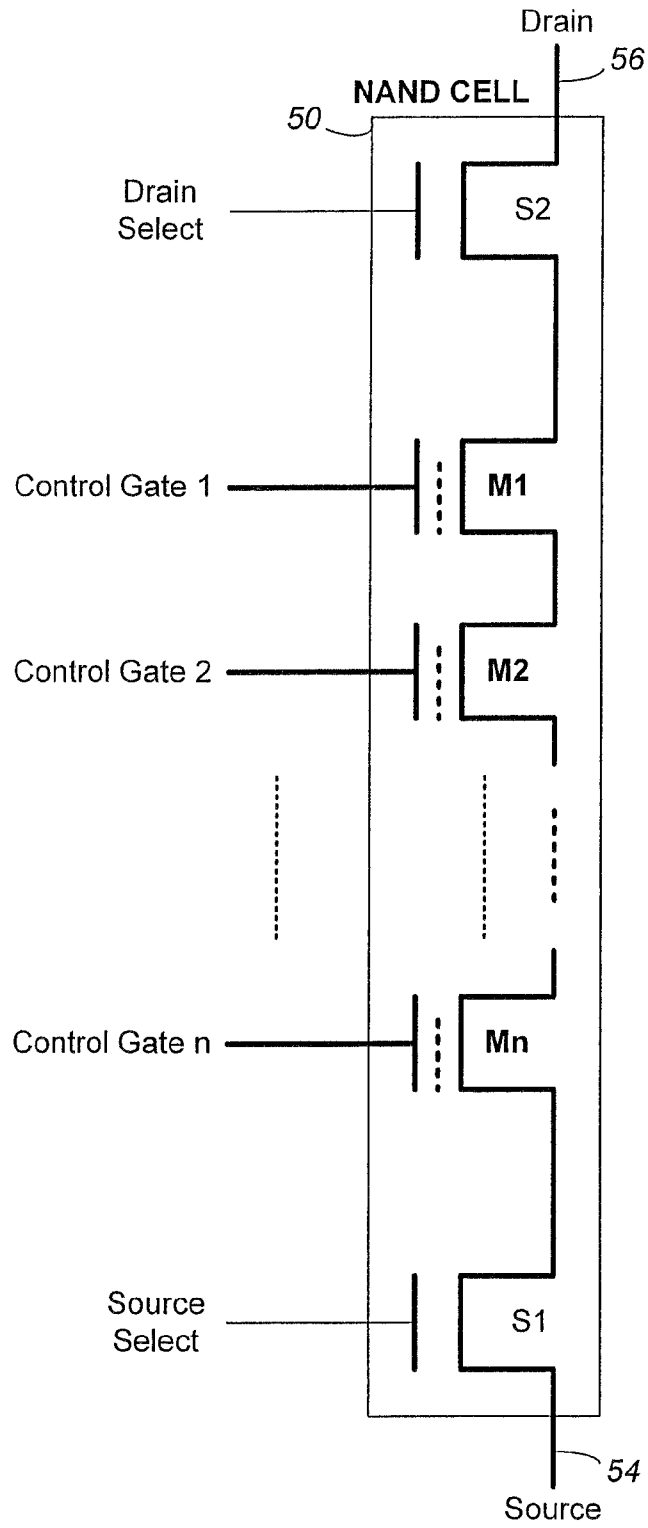 Drain
56
NAND CELL
50
Drain
Select
S2
Control Gate 1
M1
Control Gate 2
M2
Control Gate n
Mn
Source
Select
S1
54
Source